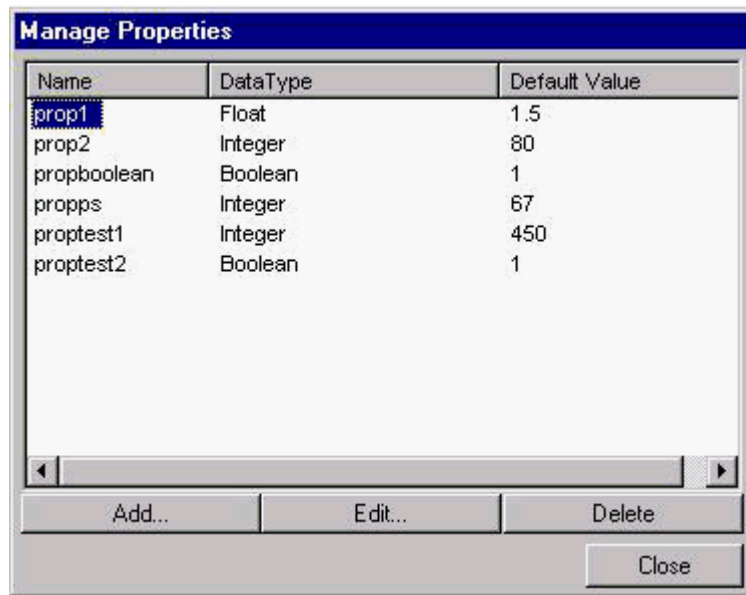 Manage Properties
Name DataType Default Value
prop1 Float 1.5
prop2 Integer 80
propboolean Boolean 1
propps Integer 67
proptest1 Integer 450
proptest2 Boolean 1
Add... Edit... Delete
Close